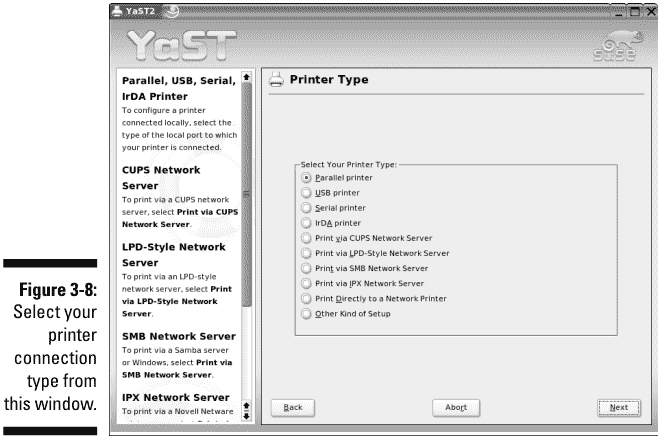 YaST2
YaST
suse
Parallel, USB, Serial,
IrDA Printer
To configure a printer
connected locally, select the
type of the local port to which
your printer is connected.
CUPS Network
Server
To print via a CUPS network
server, select Print via CUPS
Network Server.
LPD-Style Network
Server
To print via an LPD-style
network server, select Print
via LPD-Style Network
Server.
SMB Network Server
To print via a Samba server
or Windows, select Print via
SMB Network Server.
IPX Network Server
To print via a Novell Netware
Printer Type
Select Your Printer Type:
Parallel printer
USB printer
Serial printer
IrDA printer
Print via CUPS Network Server
Print via LPD-Style Network Server
Print via SMB Network Server
Print via IPX Network Server
Print Directly to a Network Printer
Other Kind of Setup
Back
Abort
Next
Figure 3-8:
Select your
printer
connection
type from
this window.